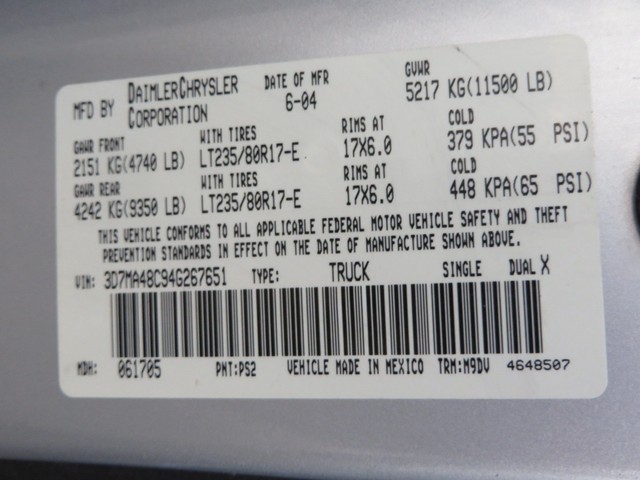 MFD BY DAIMLERCHRYSLER CORPORATION DATE OF MFR 6-04 GVWR 5217 KG(11500 LB)
GAWR FRONT WITH TIRES RIMS AT COLD
2151 KG(4740 LB) LT235/80R17-E 17X6.0 379 KPA(55 PSI)
GAWR REAR WITH TIRES RIMS AT COLD
4242 KG(9350 LB) LT235/80R17-E 17X6.0 448 KPA(65 PSI)
THIS VEHICLE CONFORMS TO ALL APPLICABLE FEDERAL MOTOR VEHICLE SAFETY AND THEFT
PREVENTION STANDARDS IN EFFECT ON THE DATE OF MANUFACTURE SHOWN ABOVE.
VIN: 3D7MA48C94G267651 TYPE: TRUCK SINGLE DUAL X
MDH: 061705 PNT:PS2 VEHICLE MADE IN MEXICO TRM:M9DV 4648507